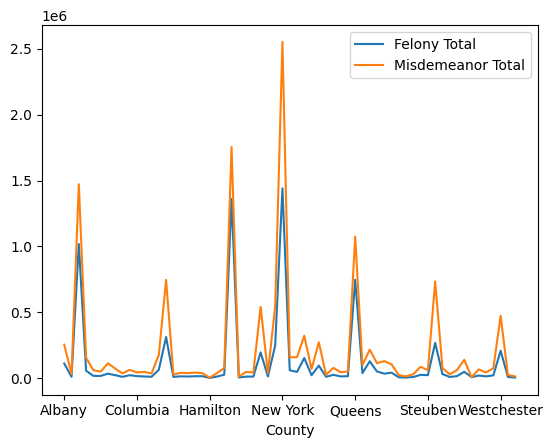 1e6
Felony Total
Misdemeanor Total
2.5
2.0
1.5
1.0
0.5
0.0
Albany Columbia Hamilton New York Queens Steuben Westchester
County